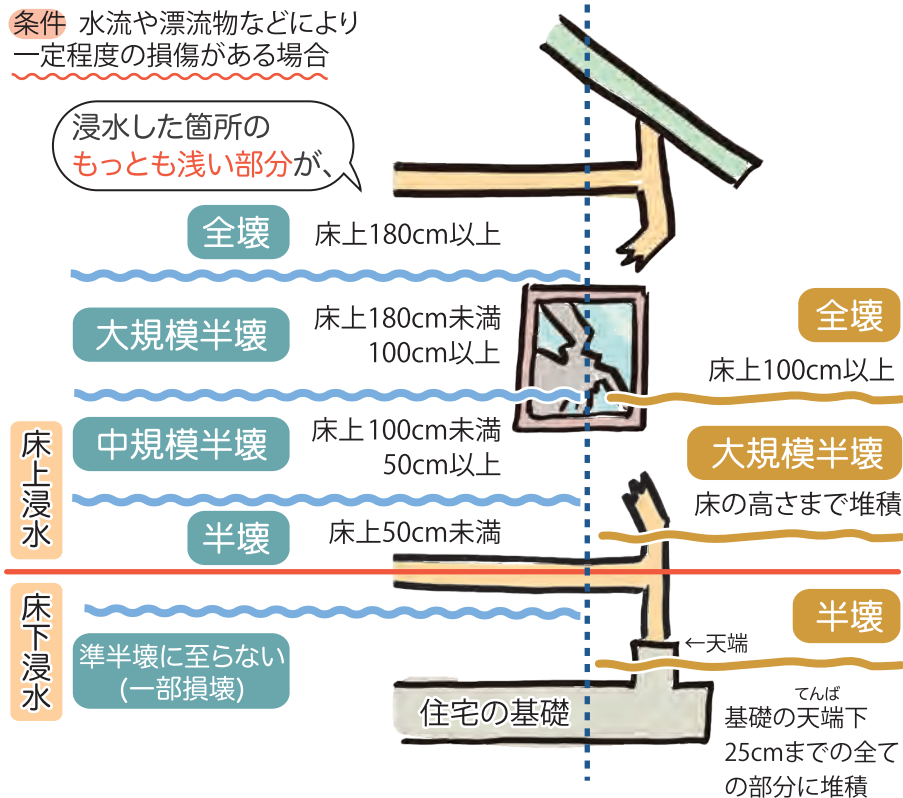 条件 水流や漂流物などにより
一定程度の損傷がある場合
浸水した箇所の
もっとも浅い部分が、
全壊 床上180cm以上
大規模半壊 床上180cm未満
100cm以上
中規模半壊 床上100cm未満
50cm以上
半壊 床上50cm未満
床上浸水
床下浸水
準半壊に至らない
(一部損壊)
住宅の基礎
全壊
床上100cm以上
大規模半壊
床の高さまで堆積
半壊
←天端
てんば
基礎の天端下
25cmまでの全て
の部分に堆積